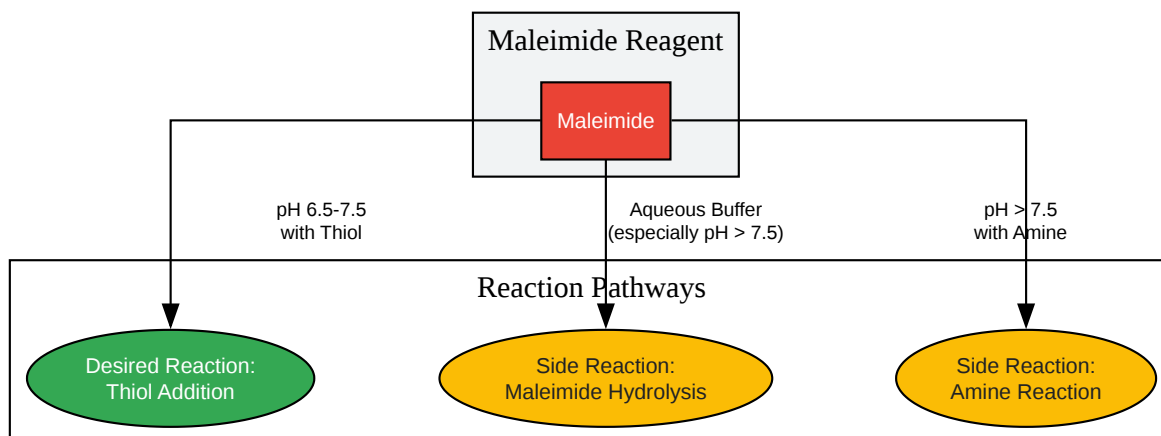 Maleimide Reagent
Maleimide
pH 6.5-7.5
with Thiol
Aqueous Buffer
(especially pH > 7.5)
pH > 7.5
with Amine
Reaction Pathways
Desired Reaction:
Thiol Addition
Side Reaction:
Maleimide Hydrolysis
Side Reaction:
Amine Reaction